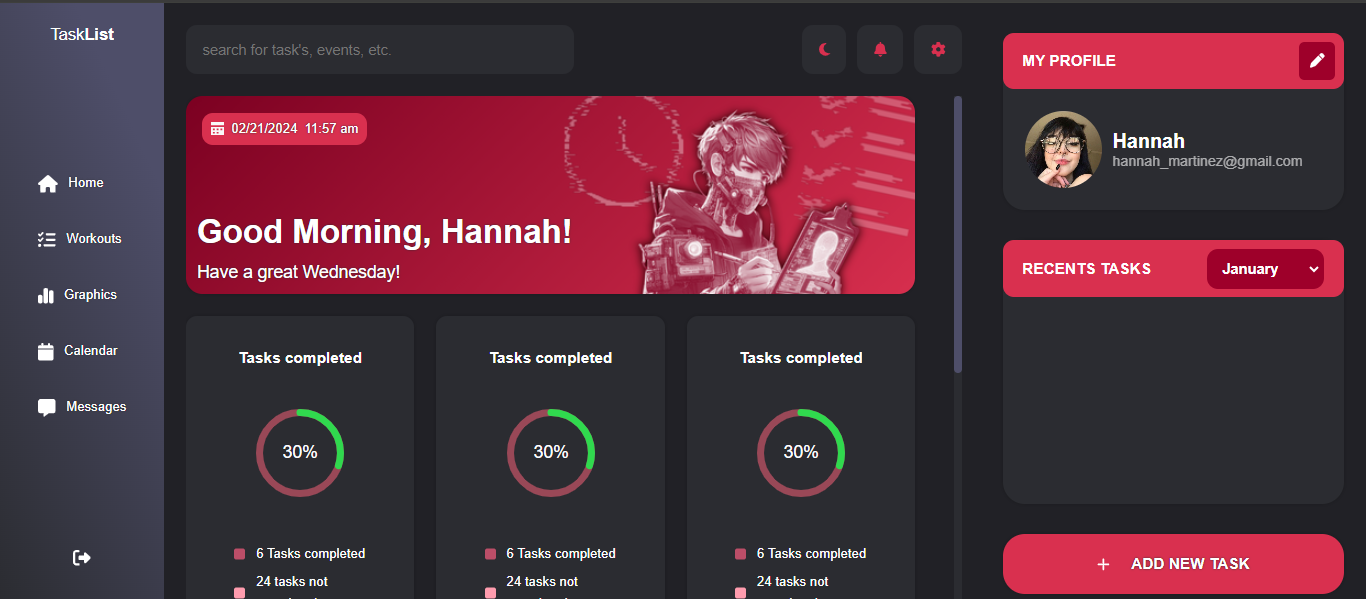 TaskList
Home
Workouts
Graphics
Calendar
Messages
search for task's, events, etc.
02/21/2024 11:57 am
Good Morning, Hannah!
Have a great Wednesday!
Tasks completed
30%
6 Tasks completed
24 tasks not
Tasks completed
30%
6 Tasks completed
24 tasks not
Tasks completed
30%
6 Tasks completed
24 tasks not
MY PROFILE
Hannah
hannah_martinez@gmail.com
RECENTS TASKS
January
+ ADD NEW TASK